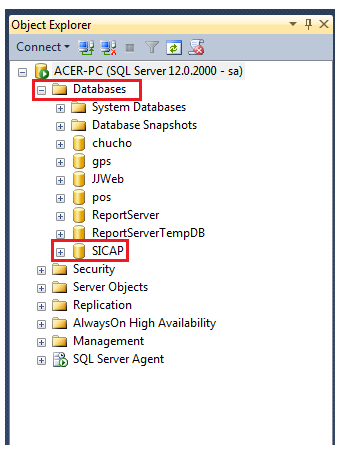 Object Explorer
Connect
ACER-PC (SQL Server 12.0.2000 - sa)
Databases
System Databases
Database Snapshots
chucho
gps
JJWeb
pos
ReportServer
ReportServerTempDB
SICAP
Security
Server Objects
Replication
AlwaysOn High Availability
Management
SQL Server Agent